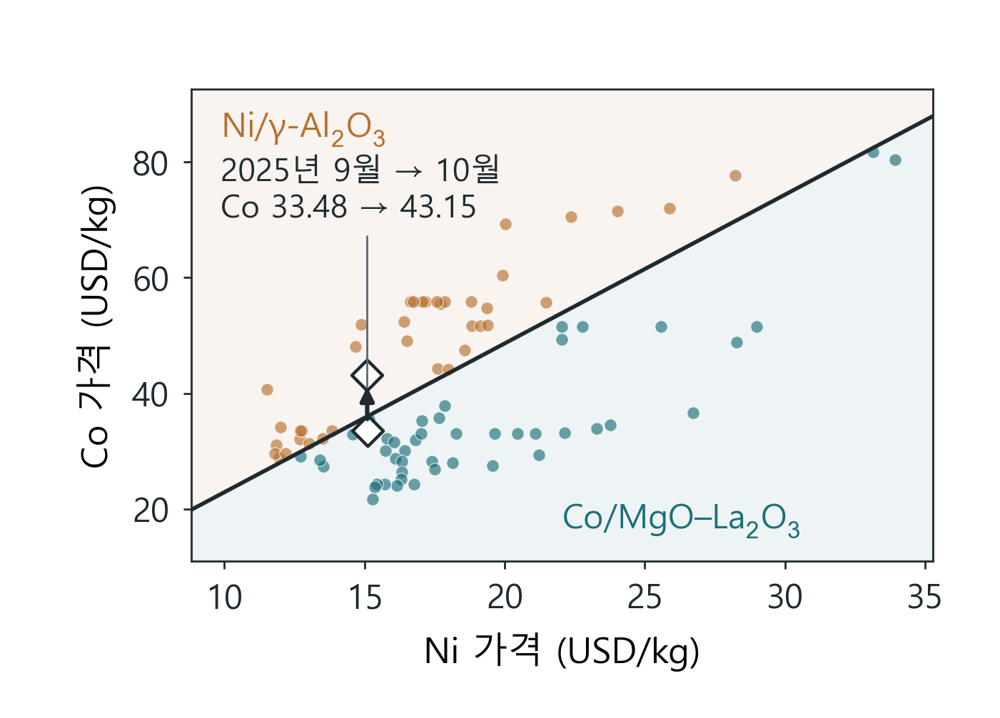 Ni/γ-Al₂O₃
2025년 9월 → 10월
Co 33.48 → 43.15
Co/MgO–La₂O₃
Co 가격 (USD/kg)
80
60
40
20
10 15 20 25 30 35
Ni 가격 (USD/kg)